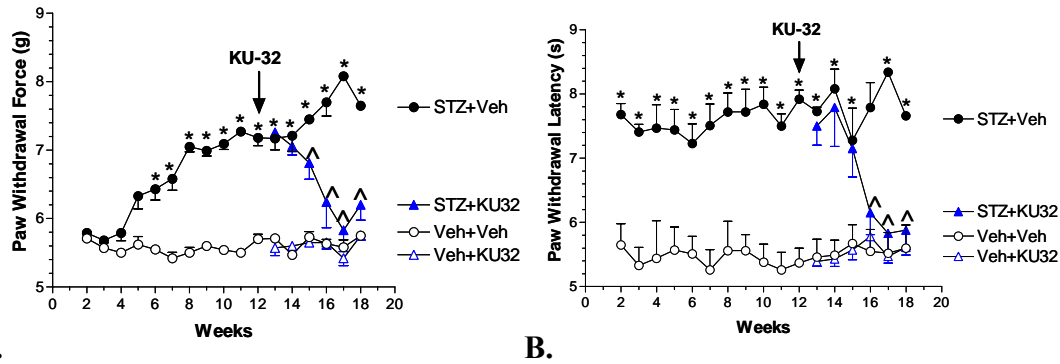 KU-32
STZ+Veh
STZ+KU32
Veh+Veh
Veh+KU32
Paw Withdrawal Force (g)
9
8
7
6
5
0 2 4 6 8 10 12 14 16 18 20
Weeks
* * * * * * * * * * * * *
^ ^ ^ ^
.
KU-32
STZ+Veh
STZ+KU32
Veh+Veh
Veh+KU32
Paw Withdrawal Latency (s)
9
8
7
6
5
0 2 4 6 8 10 12 14 16 18 20
Weeks
* * * * * * * * * * * * * * * *
^ ^ ^
B.